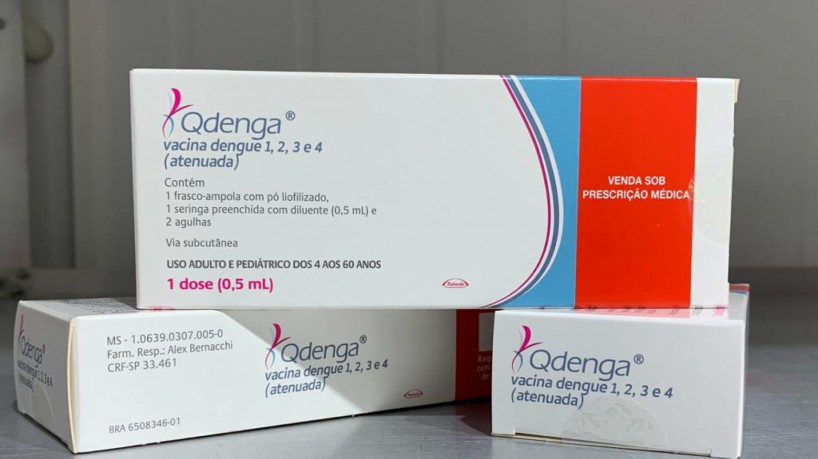 Qdenga®
vacina dengue 1, 2, 3 e 4
(atenuada)
Contém
1 frasco-ampola com pó liofilizado,
1 seringa preenchida com diluente (0,5 mL) e
2 agulhas
Via subcutânea
USO ADULTO E PEDIÁTRICO DOS 4 AOS 60 ANOS
1 dose (0,5 mL)
Takeda
VENDA SOB
PRESCRIÇÃO MÉDICA
MS - 1.0639.0307.005-0
Farm. Resp.: Alex Bernacchi
CRF-SP 33.461
BRA 6508346-01
Qdenga®
vacina dengue 1, 2, 3 e 4
(atenuada)
Qdenga®
vacina dengue 1, 2, 3 e 4
(atenuada)